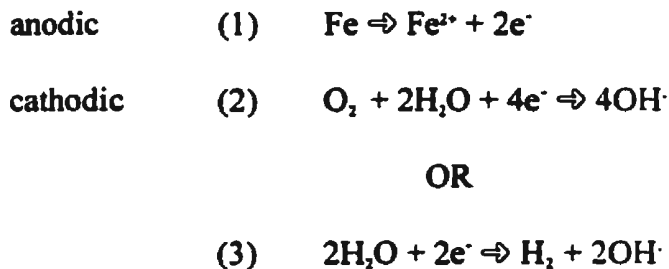 anodic (1) Fe ⇨ Fe²⁺ + 2e⁻
cathodic (2) O₂ + 2H₂O + 4e⁻ ⇨ 4OH⁻
OR
(3) 2H₂O + 2e⁻ ⇨ H₂ + 2OH⁻